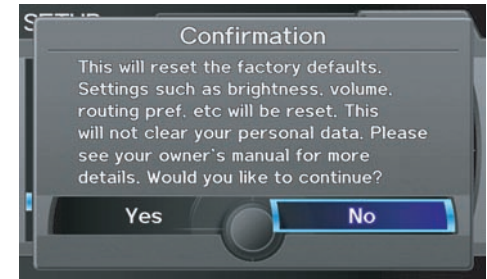 SETUP
Confirmation
This will reset the factory defaults.
Settings such as brightness, volume,
routing pref. etc will be reset. This
will not clear your personal data. Please
see your owner's manual for more
details. Would you like to continue?
Yes
No